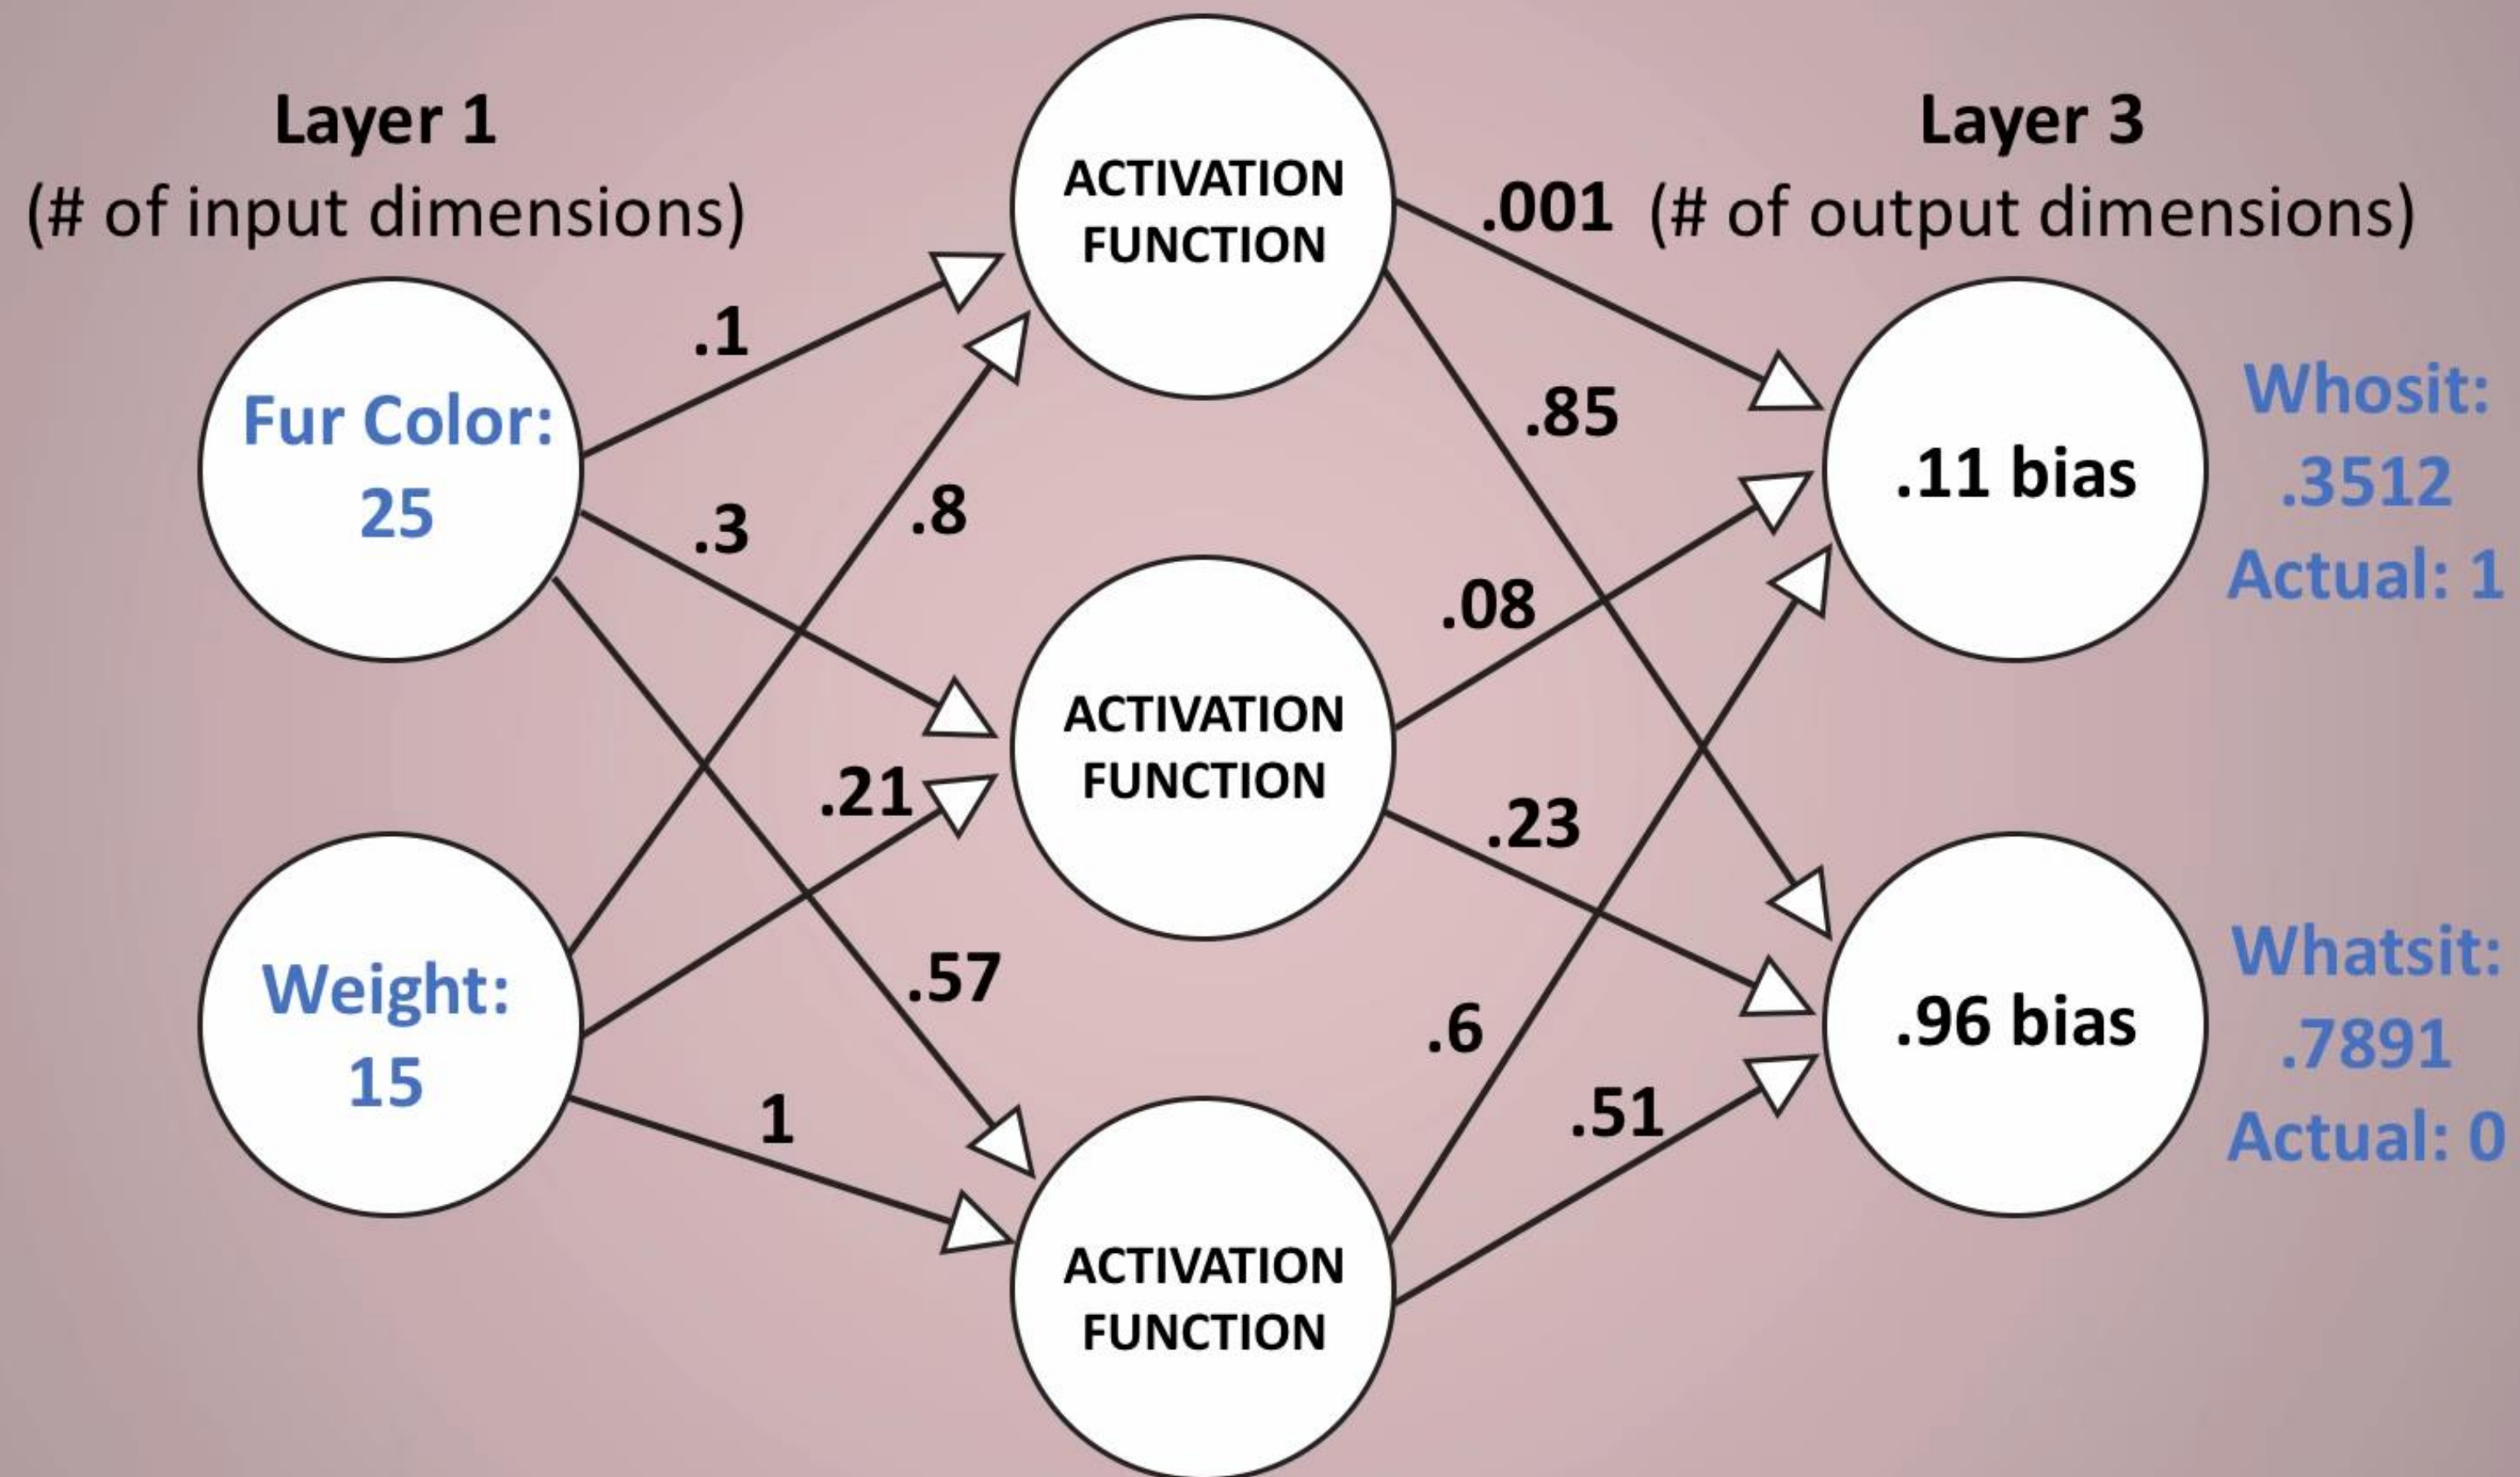 Layer 1
(# of input dimensions)
Fur Color:
25
Weight:
15
.1
.3
.8
.21
.57
1
ACTIVATION
FUNCTION
ACTIVATION
FUNCTION
ACTIVATION
FUNCTION
.001
.85
.08
.23
.6
.51
Layer 3
(# of output dimensions)
.11 bias
.96 bias
Whosit:
.3512
Actual: 1
Whatsit:
.7891
Actual: 0